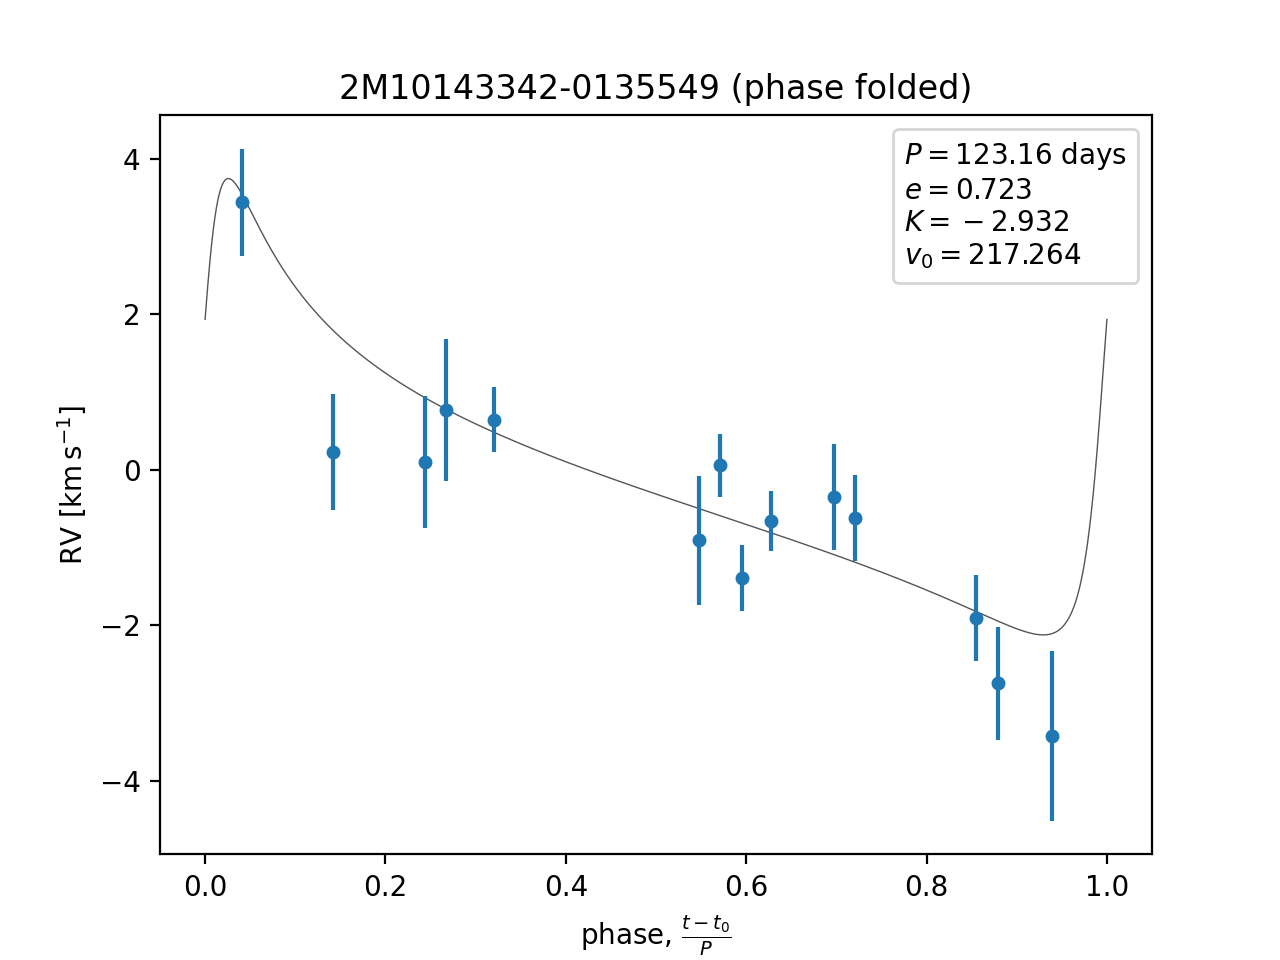 2M10143342-0135549 (phase folded)
P = 123.16 days
e = 0.723
K = −2.932
v₀ = 217.264
4
2
0
−2
−4
RV [km s⁻¹]
0.0 0.2 0.4 0.6 0.8 1.0
phase, (t − t₀)/P